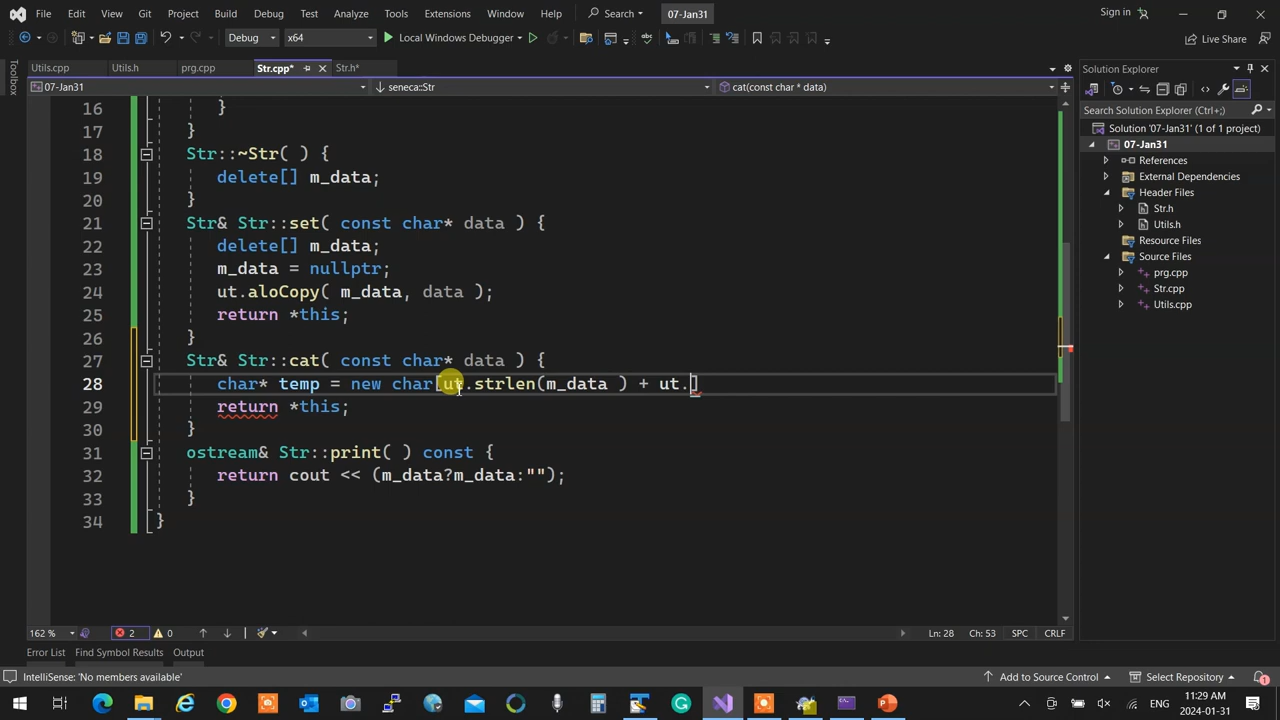 File Edit View Git Project Build Debug Test Analyze Tools Extensions Window Help Search 07-Jan31 Sign in
Debug x64 Local Windows Debugger Live Share
Toolbox
Utils.cpp Utils.h prg.cpp Str.cpp* Str.h*
07-Jan31 seneca::Str cat(const char * data)
16 }
17 }
18 Str::~Str( ) {
19 delete[] m_data;
20 }
21 Str& Str::set( const char* data ) {
22 delete[] m_data;
23 m_data = nullptr;
24 ut.aloCopy( m_data, data );
25 return *this;
26 }
27 Str& Str::cat( const char* data ) {
28 char* temp = new char[ut.strlen(m_data ) + ut.]
29 return *this;
30 }
31 ostream& Str::print( ) const {
32 return cout << (m_data?m_data:"");
33 }
34 }
Solution Explorer
Search Solution Explorer (Ctrl+;)
Solution '07-Jan31' (1 of 1 project)
07-Jan31
References
External Dependencies
Header Files
Str.h
Utils.h
Resource Files
Source Files
prg.cpp
Str.cpp
Utils.cpp
162 % 2 0 Ln: 28 Ch: 53 SPC CRLF
Error List Find Symbol Results Output
IntelliSense: 'No members available' Add to Source Control Select Repository 1
ENG 11:29 AM
2024-01-31